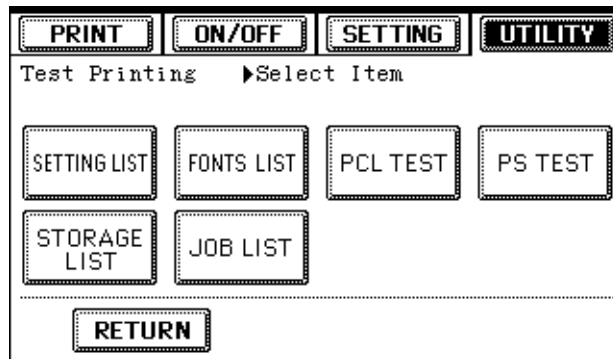 PRINT ON/OFF SETTING UTILITY
Test Printing ▶Select Item
SETTING LIST FONTS LIST PCL TEST PS TEST
STORAGE LIST JOB LIST
RETURN